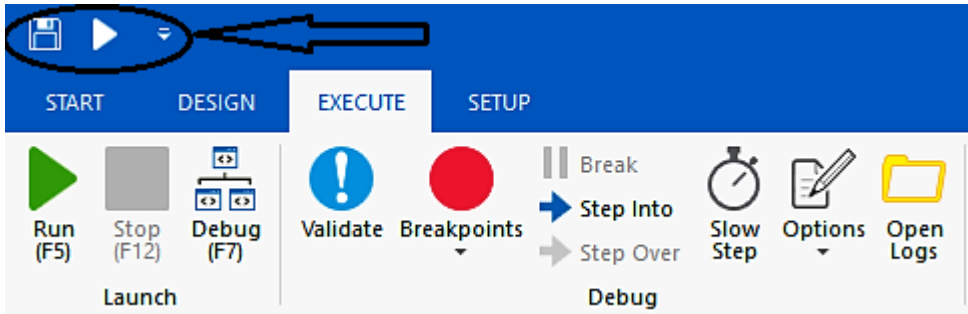 START DESIGN EXECUTE SETUP
Run
(F5)
Stop
(F12)
Debug
(F7)
Launch
Validate
Breakpoints
Break
Step Into
Step Over
Slow
Step
Options
Open
Logs
Debug